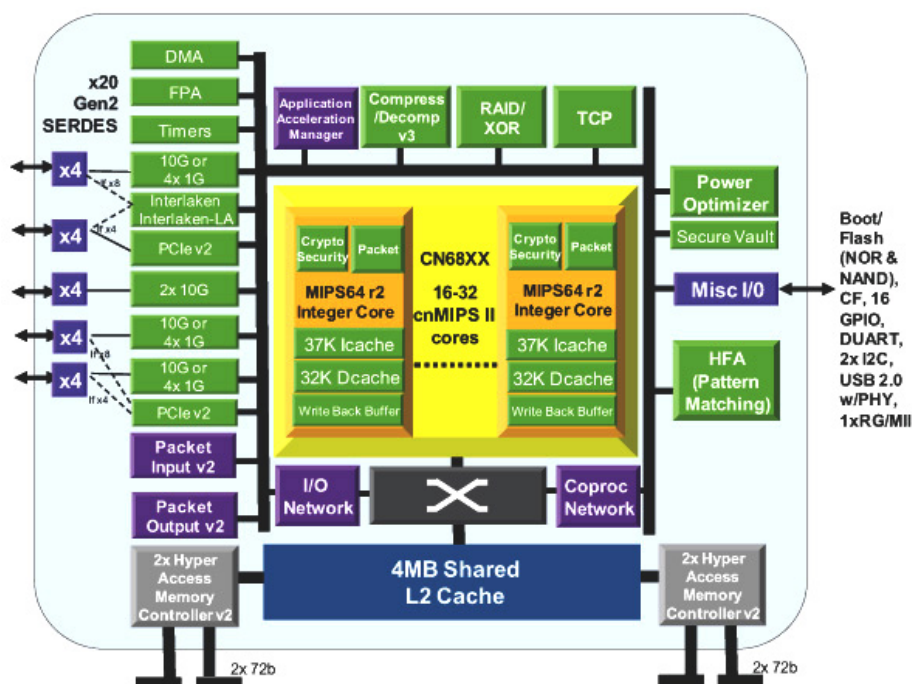 x20
Gen2
SERDES
DMA
FPA
Timers
10G or
4x 1G
Interlaken
Interlaken-LA
PCIe v2
2x 10G
10G or
4x 1G
10G or
4x 1G
PCIe v2
Packet
Input v2
Packet
Output v2
x4
If x8
x4
If x4
x4
x4
If x8
x4
If x4
Application
Acceleration
Manager
Compress
/Decomp
v3
RAID/
XOR
TCP
Crypto
Security
Packet
MIPS64 r2
Integer Core
37K Icache
32K Dcache
Write Back Buffer
CN68XX
16-32
cnMIPS II
cores
Crypto
Security
Packet
MIPS64 r2
Integer Core
37K Icache
32K Dcache
Write Back Buffer
Power
Optimizer
Secure Vault
Misc I/0
HFA
(Pattern
Matching)
Boot/
Flash
(NOR &
NAND),
CF, 16
GPIO,
DUART,
2x I2C,
USB 2.0
w/PHY,
1xRG/MII
I/O
Network
Coproc
Network
2x Hyper
Access
Memory
Controller v2
4MB Shared
L2 Cache
2x Hyper
Access
Memory
Controller v2
2x 72b
2x 72b